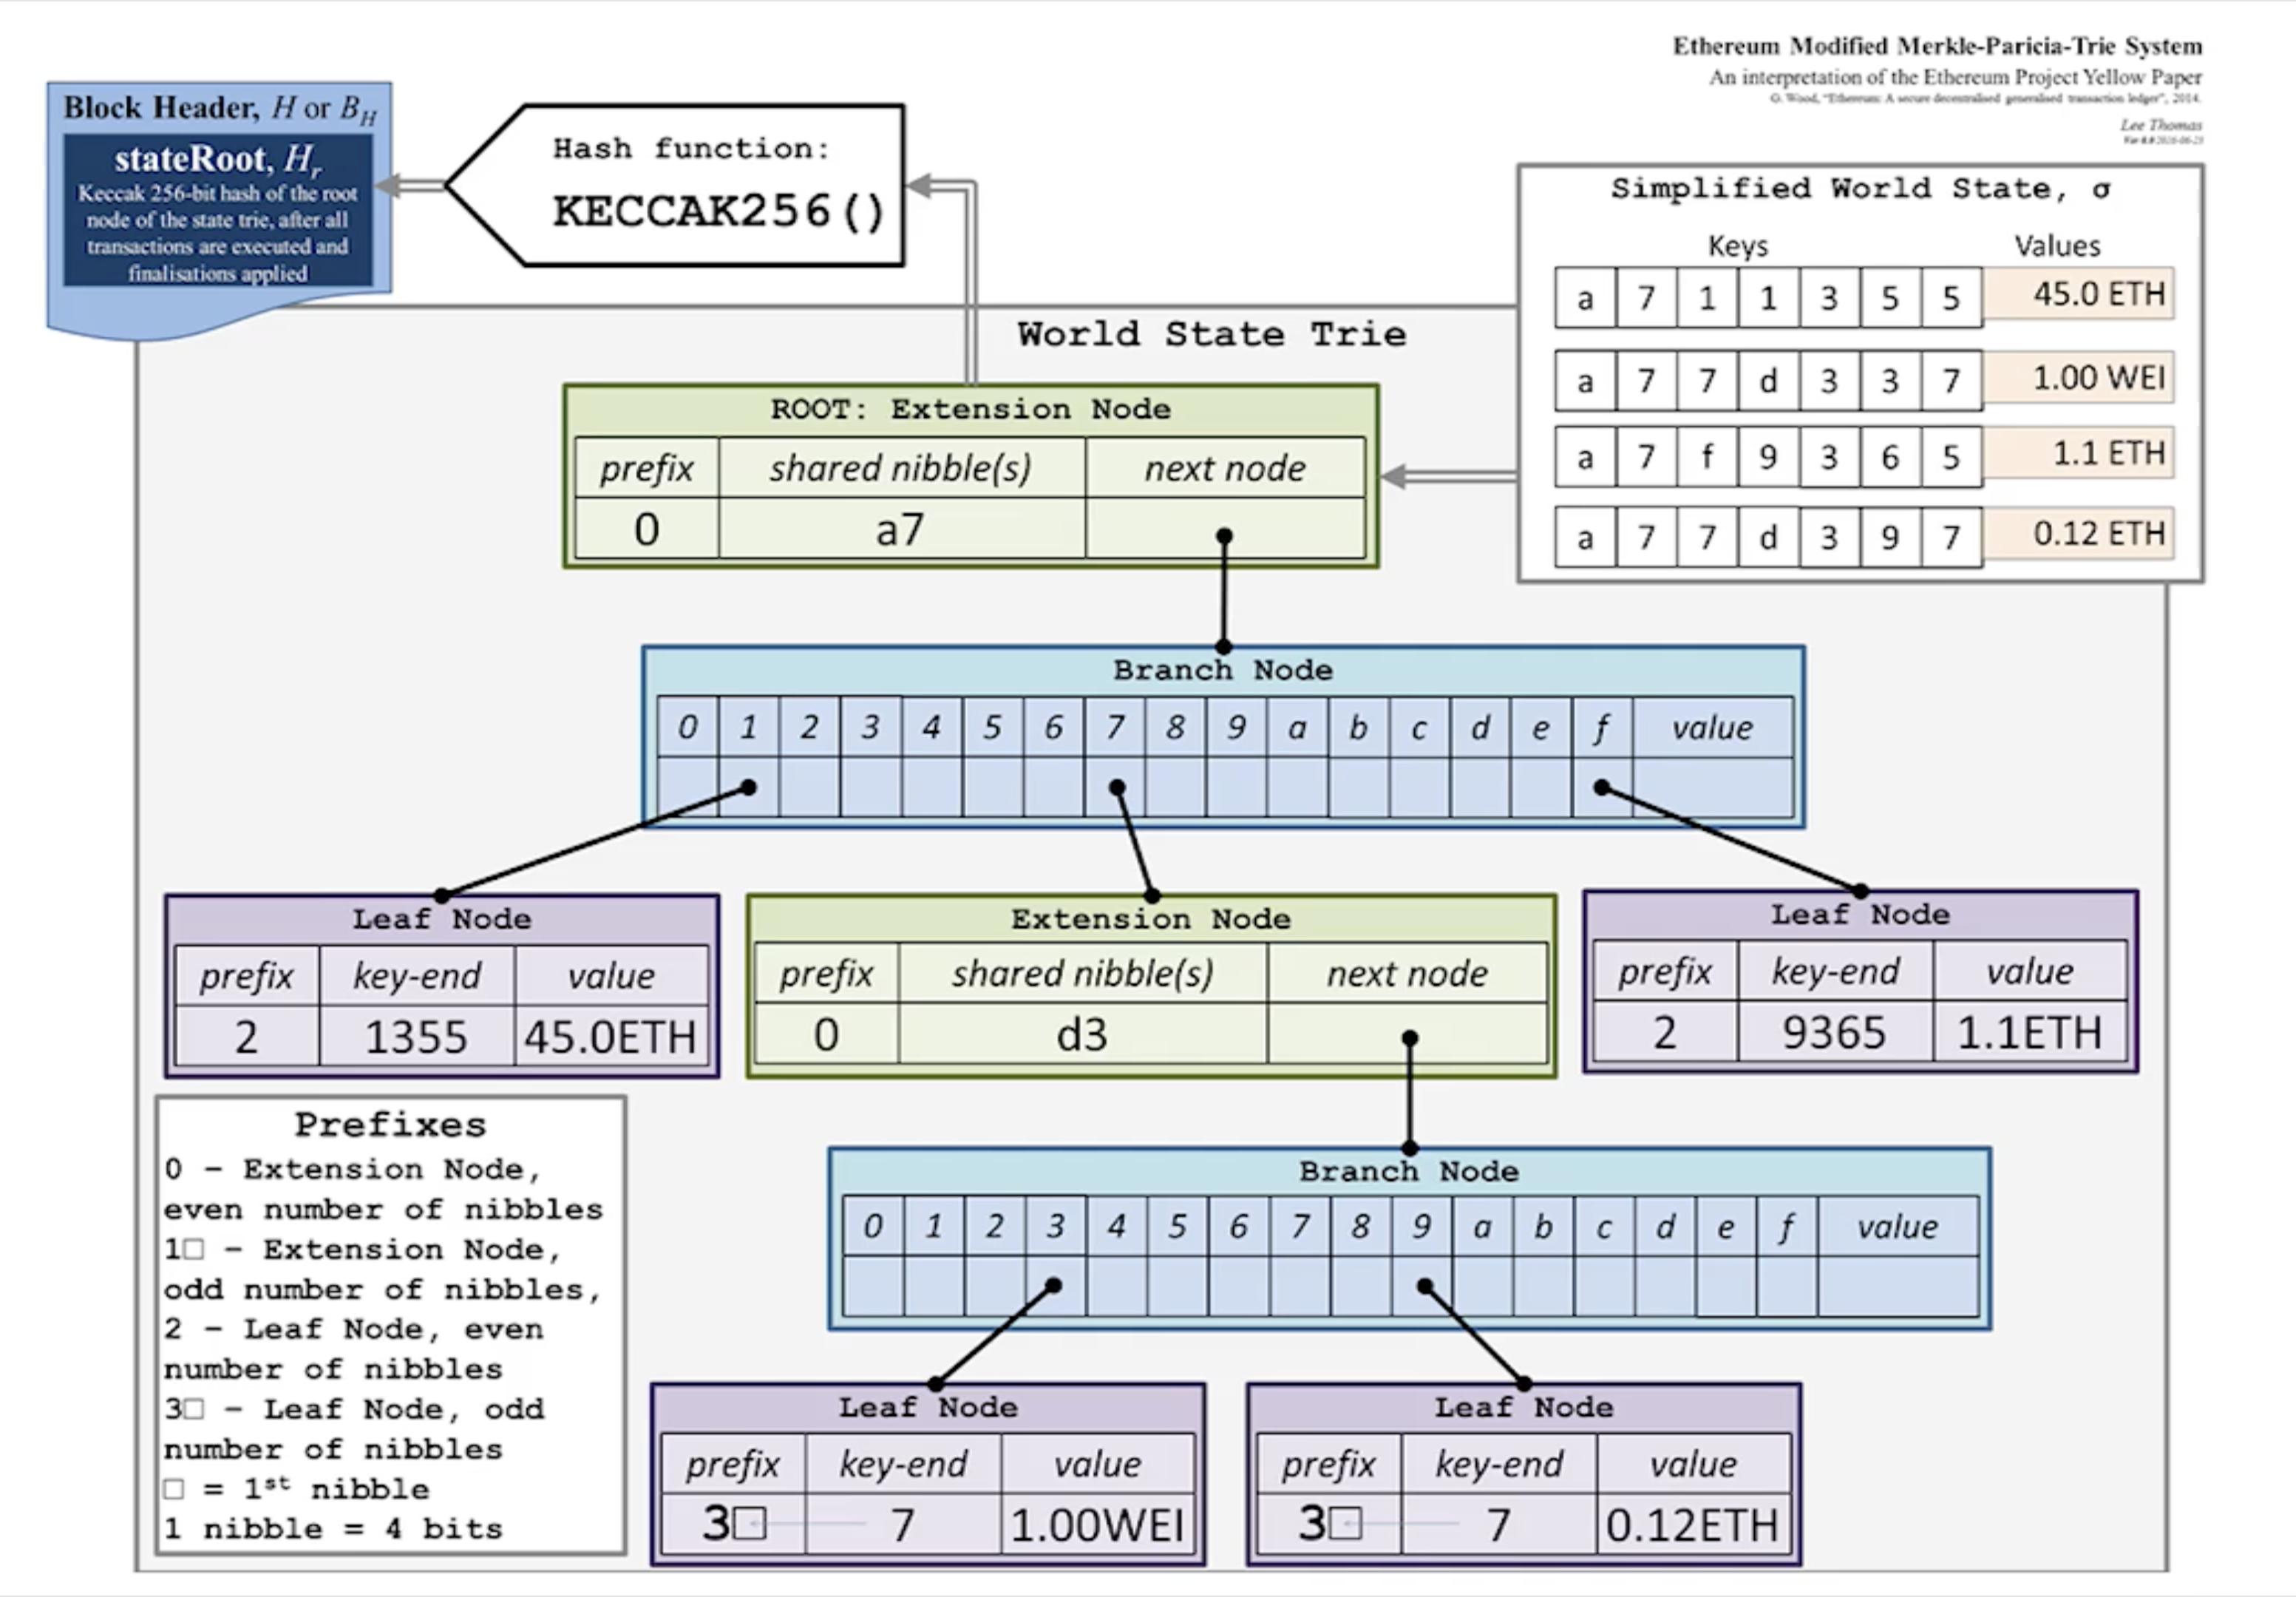 Ethereum Modified Merkle-Paricia-Trie System
An interpretation of the Ethereum Project Yellow Paper
G. Wood, "Ethereum: A secure decentralised generalised transaction ledger", 2014.
Lee Thomas
Block Header, H or B_H
stateRoot, H_r
Keccak 256-bit hash of the root
node of the state trie, after all
transactions are executed and
finalisations applied
Hash function:
KECCAK256()
Simplified World State, σ
Keys Values
a 7 1 1 3 5 5 45.0 ETH
a 7 7 d 3 3 7 1.00 WEI
a 7 f 9 3 6 5 1.1 ETH
a 7 7 d 3 9 7 0.12 ETH
World State Trie
ROOT: Extension Node
prefix shared nibble(s) next node
0 a7
Branch Node
0 1 2 3 4 5 6 7 8 9 a b c d e f value
Leaf Node
prefix key-end value
2 1355 45.0ETH
Extension Node
prefix shared nibble(s) next node
0 d3
Leaf Node
prefix key-end value
2 9365 1.1ETH
Prefixes
0 – Extension Node,
even number of nibbles
1□ – Extension Node,
odd number of nibbles,
2 – Leaf Node, even
number of nibbles
3□ – Leaf Node, odd
number of nibbles
□ = 1st nibble
1 nibble = 4 bits
Branch Node
0 1 2 3 4 5 6 7 8 9 a b c d e f value
Leaf Node
prefix key-end value
3□ 7 1.00WEI
Leaf Node
prefix key-end value
3□ 7 0.12ETH